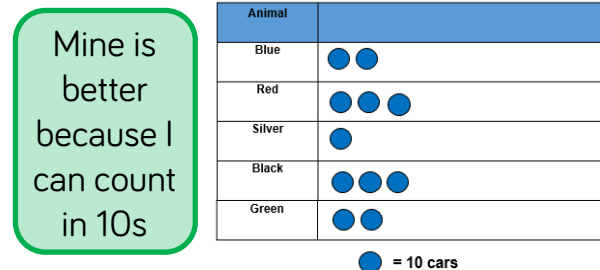 Mine is
better
because I
can count
in 10s
Animal
Blue
Red
Silver
Black
Green
= 10 cars